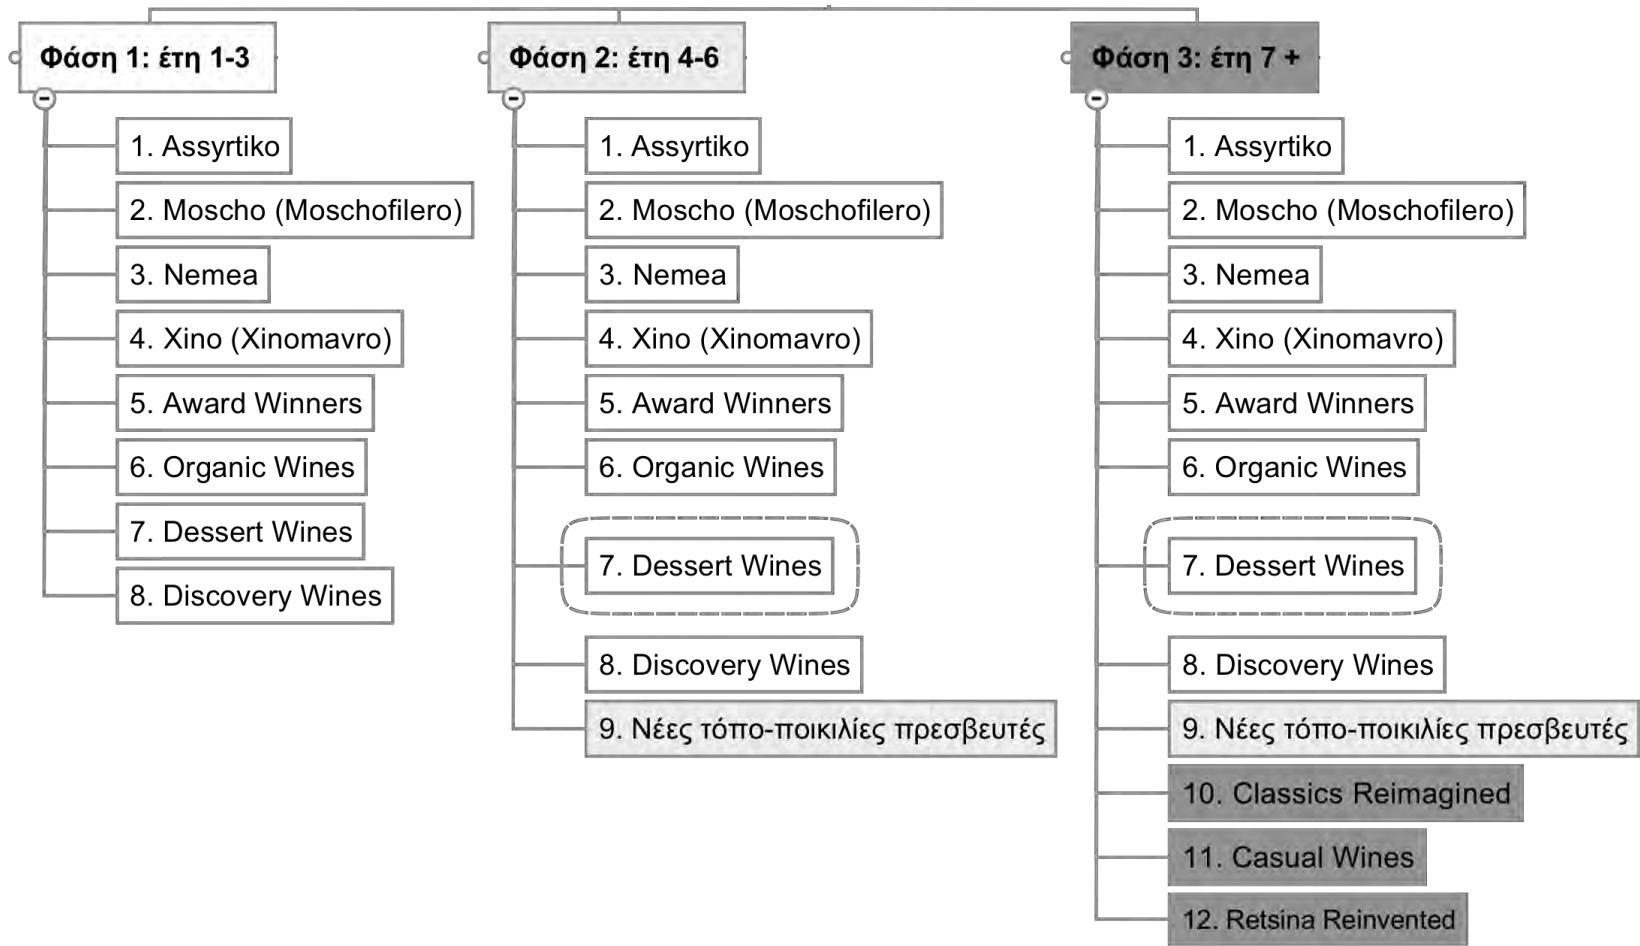 Φάση 1: έτη 1-3
1. Assyrtiko
2. Moscho (Moschofilero)
3. Nemea
4. Xino (Xinomavro)
5. Award Winners
6. Organic Wines
7. Dessert Wines
8. Discovery Wines
Φάση 2: έτη 4-6
1. Assyrtiko
2. Moscho (Moschofilero)
3. Nemea
4. Xino (Xinomavro)
5. Award Winners
6. Organic Wines
7. Dessert Wines
8. Discovery Wines
9. Νέες τόπο-ποικιλίες πρεσβευτές
Φάση 3: έτη 7 +
1. Assyrtiko
2. Moscho (Moschofilero)
3. Nemea
4. Xino (Xinomavro)
5. Award Winners
6. Organic Wines
7. Dessert Wines
8. Discovery Wines
9. Νέες τόπο-ποικιλίες πρεσβευτές
10. Classics Reimagined
11. Casual Wines
12. Retsina Reinvented